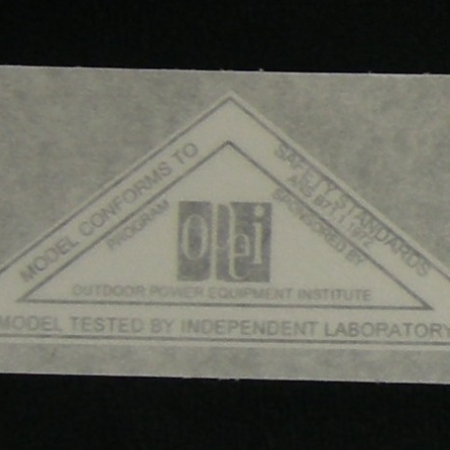 MODEL CONFORMS TO
SAFETY STANDARDS
ANSI B71.1 1972
PROGRAM
SPONSORED BY
opei
OUTDOOR POWER EQUIPMENT INSTITUTE
MODEL TESTED BY INDEPENDENT LABORATORY